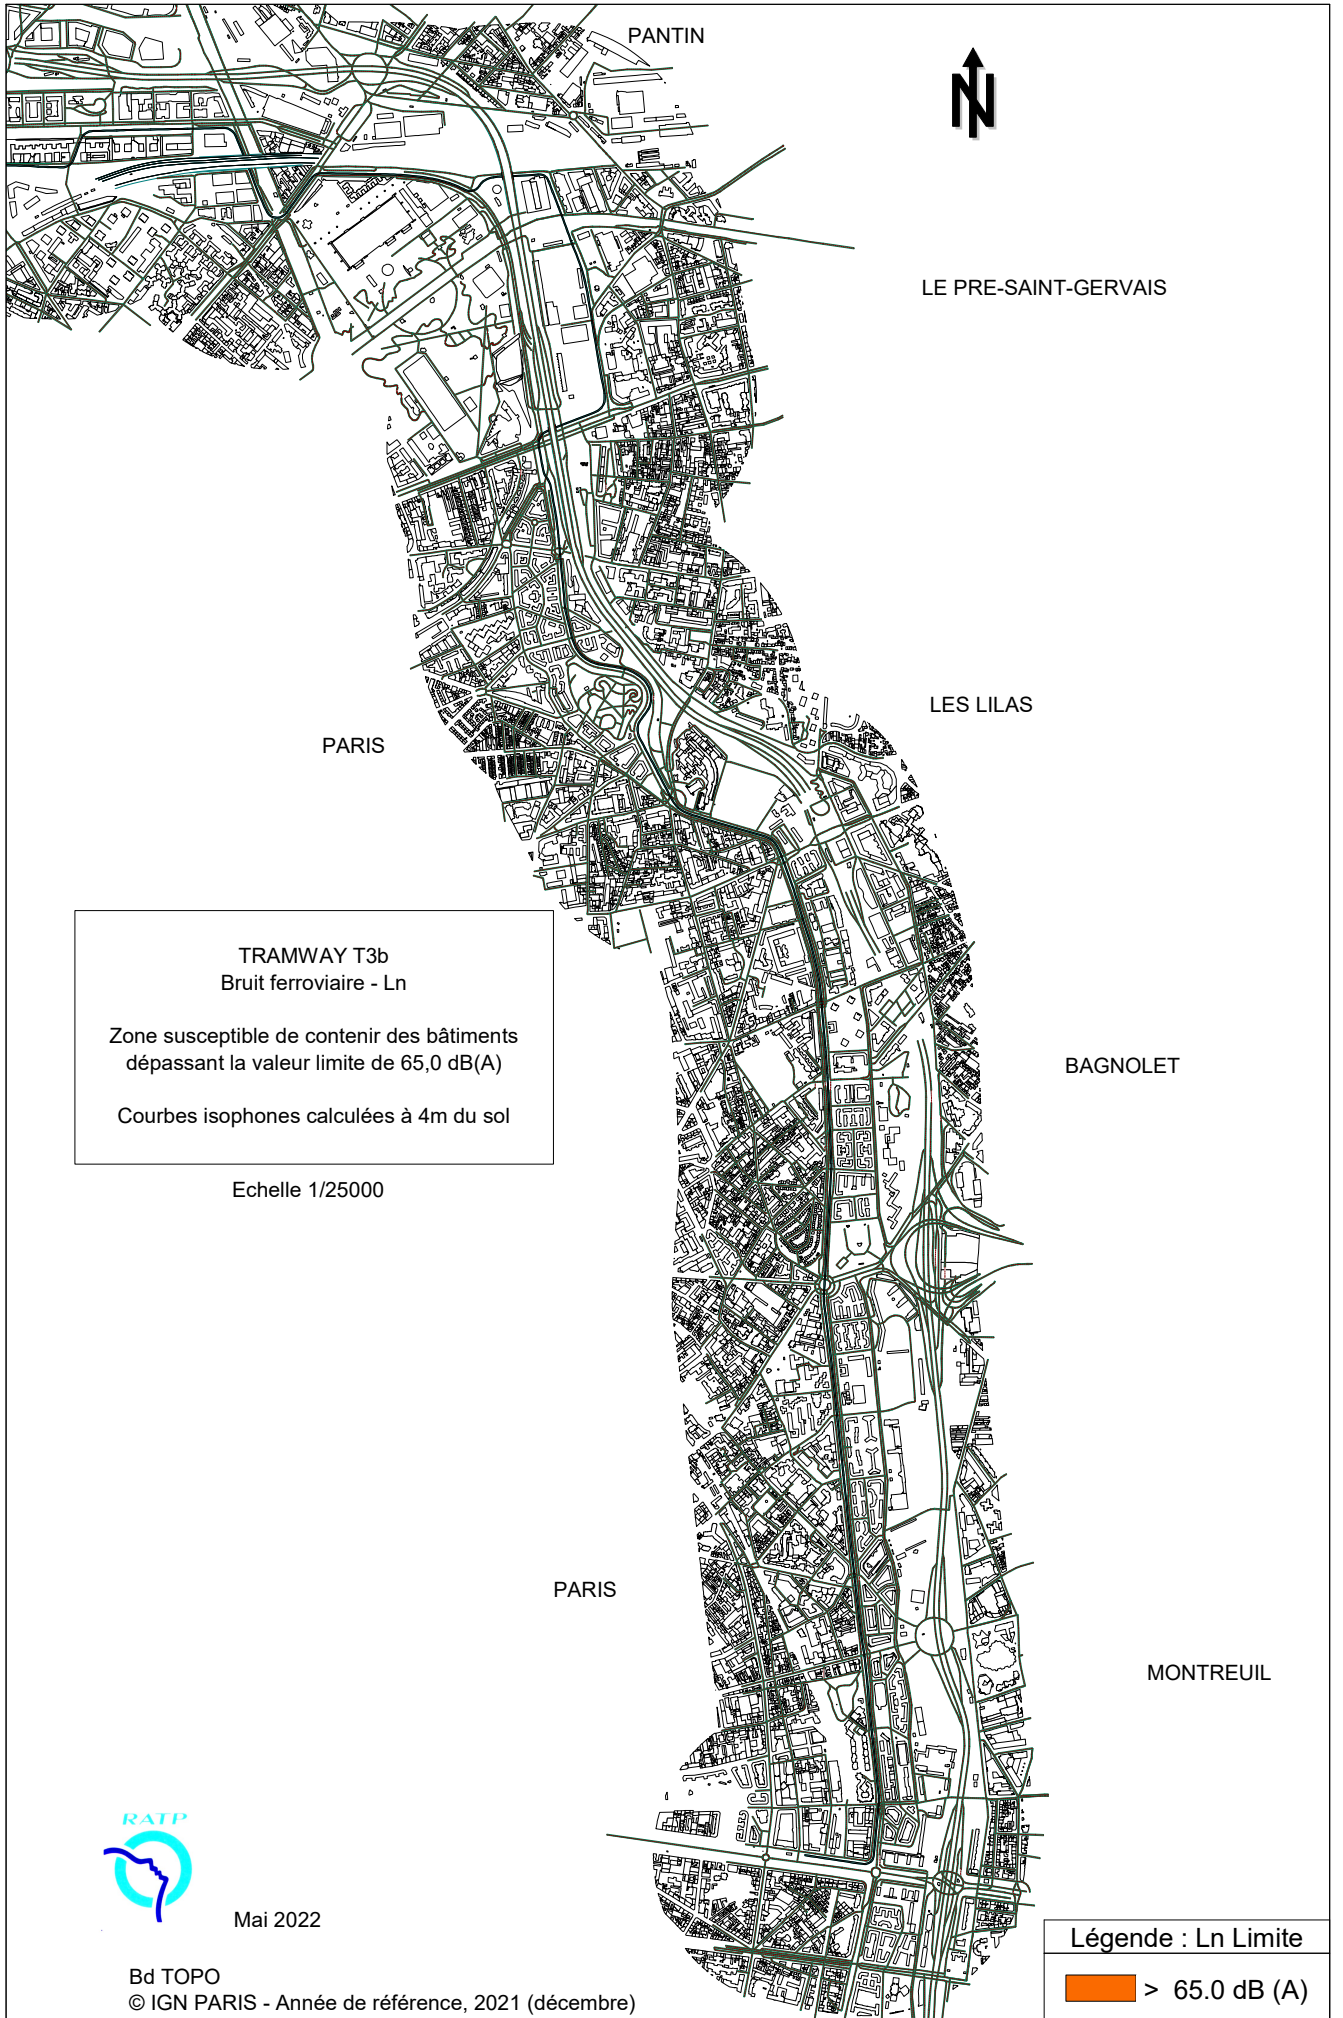 PANTIN
N
LE PRE-SAINT-GERVAIS
LES LILAS
PARIS
TRAMWAY T3b
Bruit ferroviaire - Ln
Zone susceptible de contenir des bâtiments
dépassant la valeur limite de 65,0 dB(A)
Courbes isophones calculées à 4m du sol
BAGNOLET
Echelle 1/25000
PARIS
MONTREUIL
RATP
Mai 2022
Légende : Ln Limite
> 65.0 dB (A)
Bd TOPO
© IGN PARIS - Année de référence, 2021 (décembre)